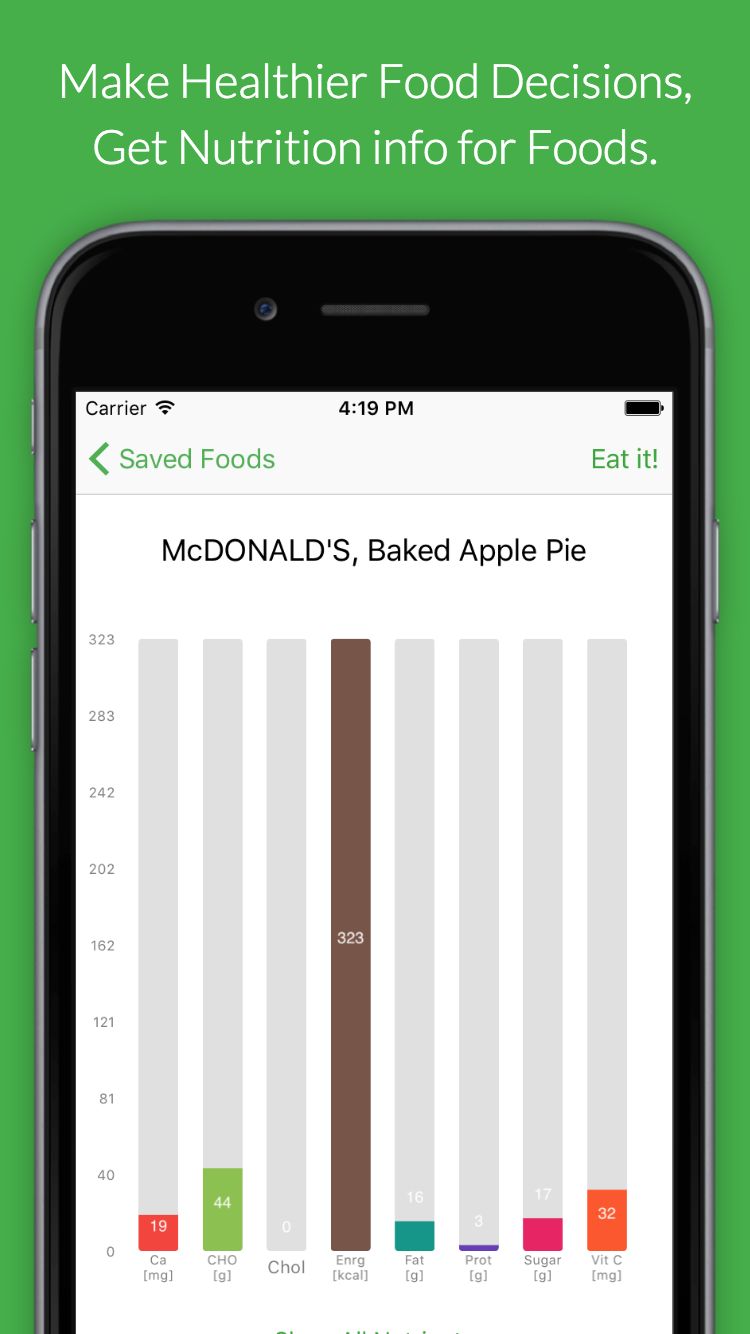 Make Healthier Food Decisions,
Get Nutrition info for Foods.
Carrier 4:19 PM
Saved Foods Eat it!
McDONALD'S, Baked Apple Pie
323
283
242
202
162
121
81
40
0
19 44 0 323 16 3 17 32
Ca CHO Chol Enrg Fat Prot Sugar Vit C
[mg] [g] [kcal] [g] [g] [g] [mg]